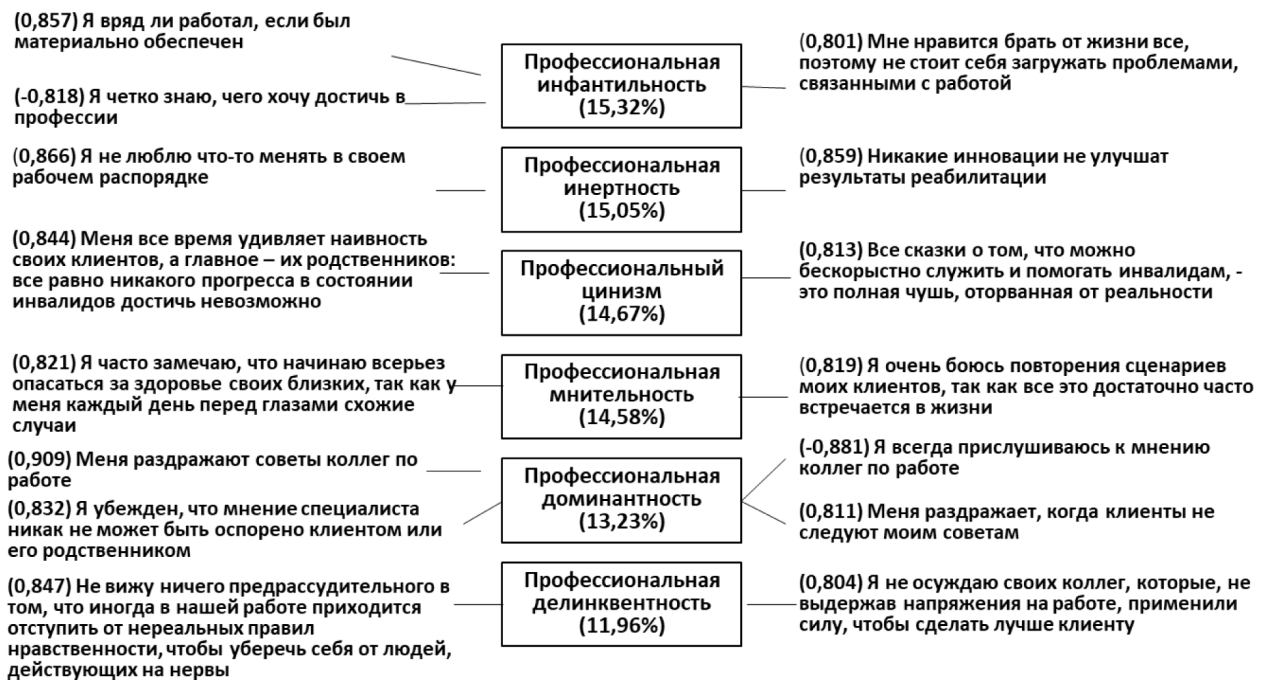 (0,857) Я вряд ли работал, если был
материально обеспечен
(-0,818) Я четко знаю, чего хочу достичь в
профессии
Профессиональная
инфантильность
(15,32%)
(0,801) Мне нравится брать от жизни все,
поэтому не стоит себя загружать проблемами,
связанными с работой
(0,866) Я не люблю что-то менять в своем
рабочем распорядке
Профессиональная
инертность
(15,05%)
(0,859) Никакие инновации не улучшат
результаты реабилитации
(0,844) Меня все время удивляет наивность
своих клиентов, а главное – их родственников:
все равно никакого прогресса в состоянии
инвалидов достичь невозможно
Профессиональный
цинизм
(14,67%)
(0,813) Все сказки о том, что можно
бескорыстно служить и помогать инвалидам, -
это полная чушь, оторванная от реальности
(0,821) Я часто замечаю, что начинаю всерьез
опасаться за здоровье своих близких, так как у
меня каждый день перед глазами схожие
случаи
Профессиональная
мнительность
(14,58%)
(0,819) Я очень боюсь повторения сценариев
моих клиентов, так как все это достаточно часто
встречается в жизни
(0,909) Меня раздражают советы коллег по
работе
(0,832) Я убежден, что мнение специалиста
никак не может быть оспорено клиентом или
его родственником
Профессиональная
доминантность
(13,23%)
(-0,881) Я всегда прислушиваюсь к мнению
коллег по работе
(0,811) Меня раздражает, когда клиенты не
следуют моим советам
(0,847) Не вижу ничего предрассудительного в
том, что иногда в нашей работе приходится
отступить от нереальных правил
нравственности, чтобы уберечь себя от людей,
действующих на нервы
Профессиональная
делинквентность
(11,96%)
(0,804) Я не осуждаю своих коллег, которые, не
выдержав напряжения на работе, применили
силу, чтобы сделать лучше клиенту